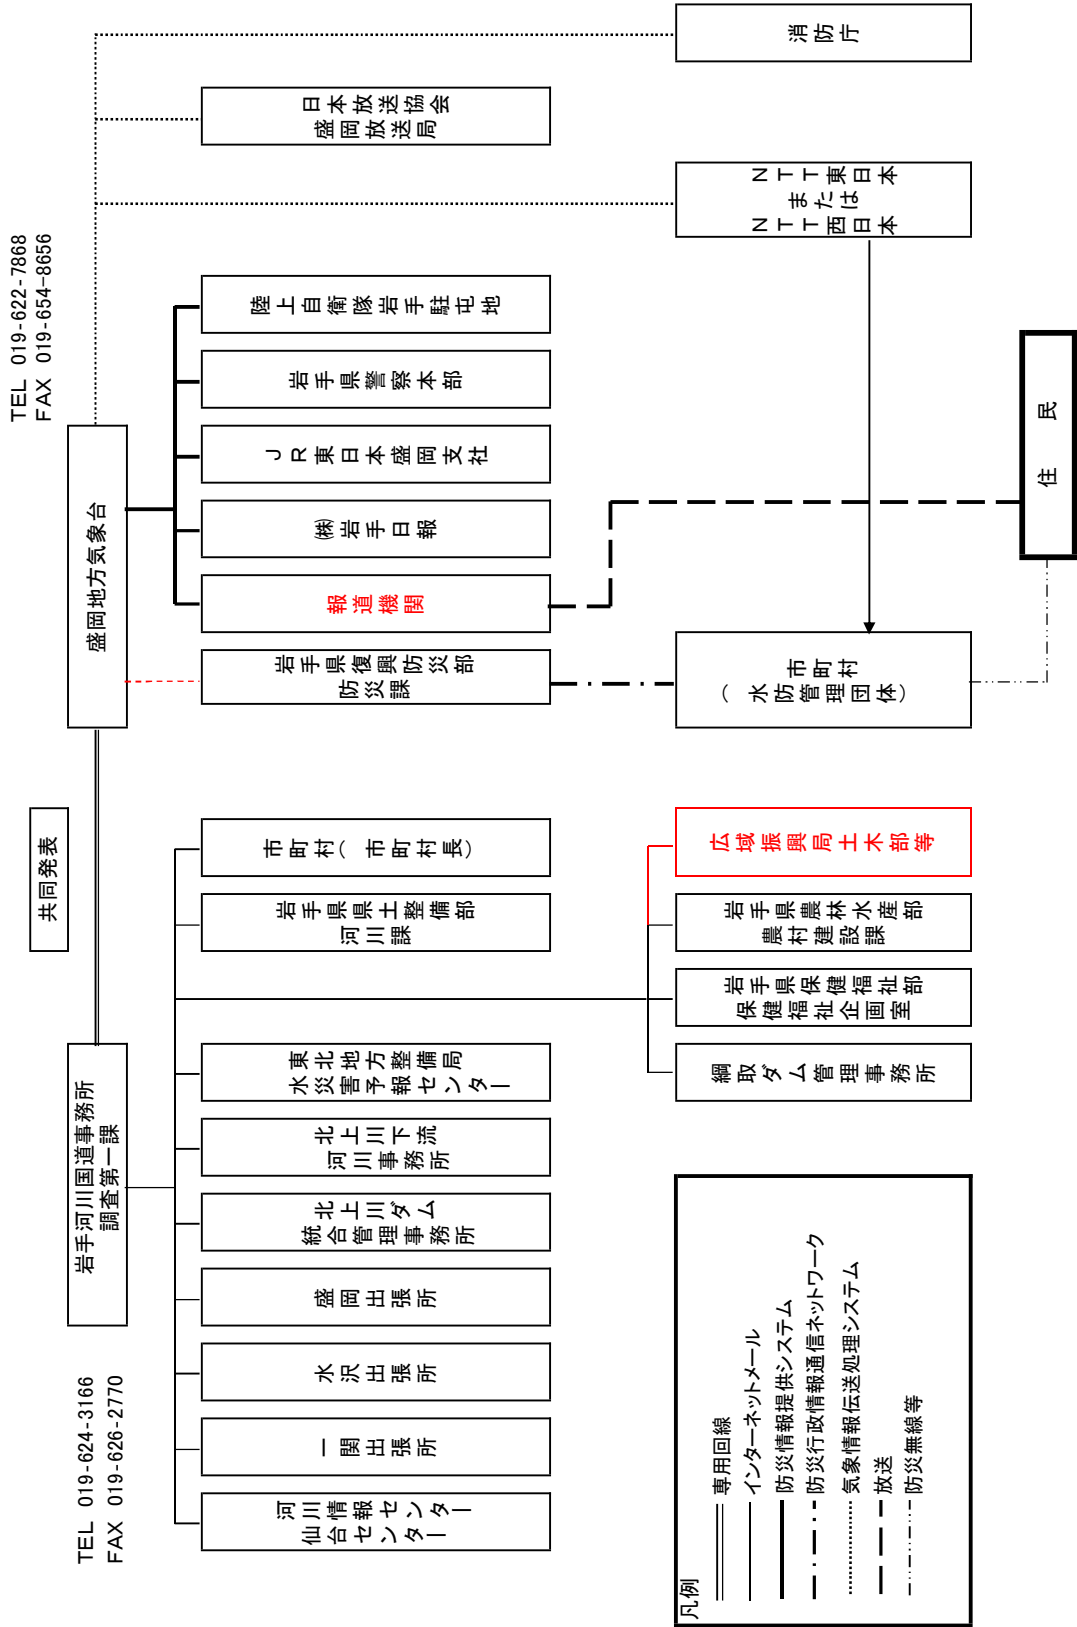 共同発表
TEL 019-624-3166
FAX 019-626-2770
岩手河川国道事務所
調査第一課
盛岡地方気象台
TEL 019-622-7868
FAX 019-654-8656
河川情報センター
仙台センター
一関出張所
水沢出張所
盛岡出張所
北上川ダム
統合管理事務所
北上川下流
河川事務所
東北地方整備局
水災害予報センター
岩手県県土整備部
河川課
市町村(市町村長)
岩手県復興防災部
防災課
報道機関
㈱岩手日報
JR東日本盛岡支社
岩手県警察本部
陸上自衛隊岩手駐屯地
日本放送協会
盛岡放送局
綱取ダム管理事務所
岩手県保健福祉部
保健福祉企画室
岩手県農林水産部
農村建設課
広域振興局土木部等
市町村
(水防管理団体)
NTT東日本
または
NTT西日本
消防庁
住民
凡例
専用回線
インターネットメール
防災情報提供システム
防災行政情報通信ネットワーク
気象情報伝送処理システム
放送
防災無線等